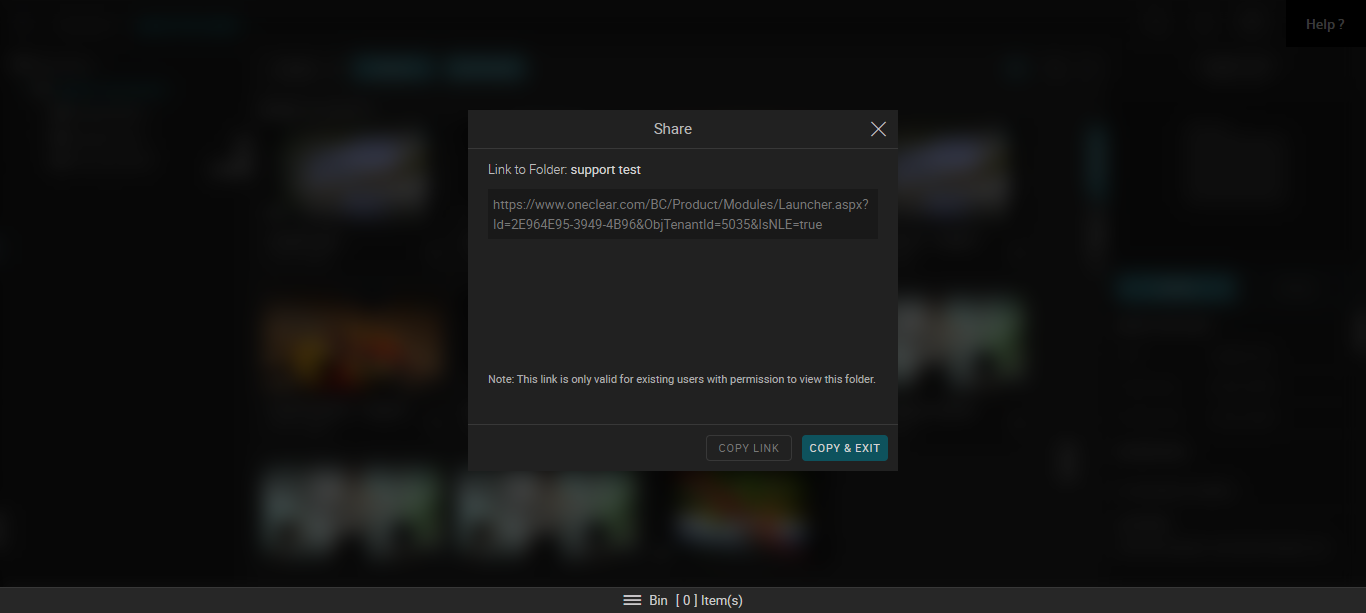 Help ?
Share
Link to Folder: support test
https://www.oneclear.com/BC/Product/Modules/Launcher.aspx?
Id=2E964E95-3949-4B96&ObjTenantId=5035&IsNLE=true
Note: This link is only valid for existing users with permission to view this folder.
COPY LINK
COPY & EXIT
Bin [ 0 ] Item(s)